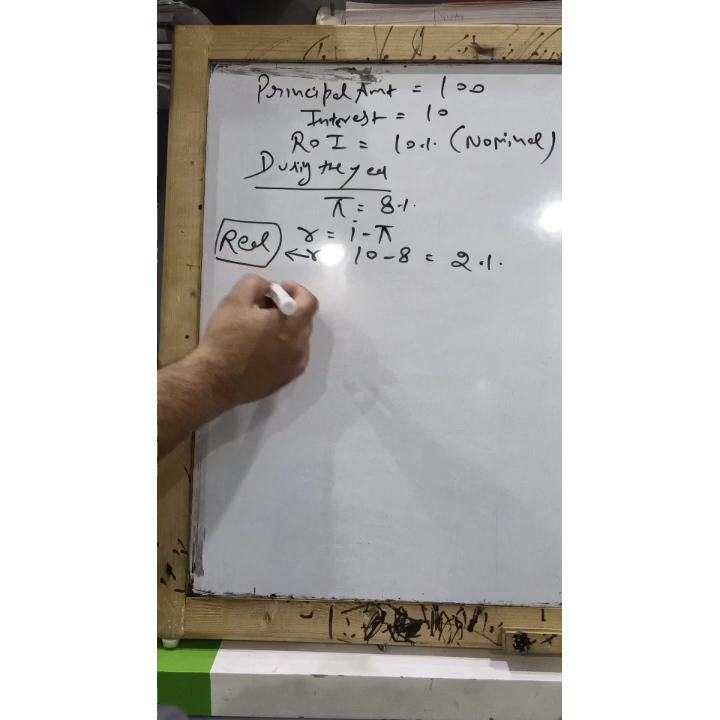 Principal Amt = 100
Interest = 10
RoI = 10% (Nominal)
During the year
π = 8%
r = i - π
Real ← r 10 - 8 = 2%